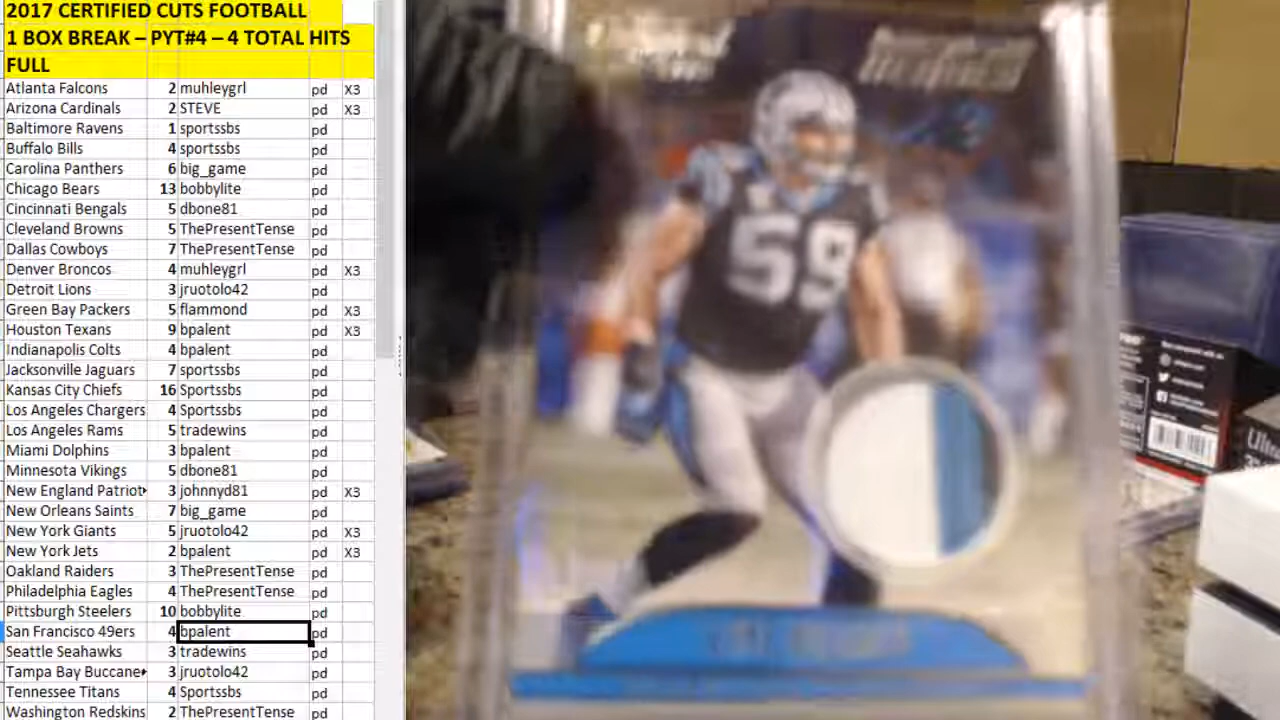 2017 CERTIFIED CUTS FOOTBALL
1 BOX BREAK – PYT#4 – 4 TOTAL HITS
FULL
Atlanta Falcons 2 muhleygrl pd X3
Arizona Cardinals 2 STEVE pd X3
Baltimore Ravens 1 sportssbs pd
Buffalo Bills 4 sportssbs pd
Carolina Panthers 6 big_game pd
Chicago Bears 13 bobbylite pd
Cincinnati Bengals 5 dbone81 pd
Cleveland Browns 5 ThePresentTense pd
Dallas Cowboys 7 ThePresentTense pd
Denver Broncos 4 muhleygrl pd X3
Detroit Lions 3 jruotolo42 pd
Green Bay Packers 5 flammond pd X3
Houston Texans 9 bpalent pd X3
Indianapolis Colts 4 bpalent pd
Jacksonville Jaguars 7 sportssbs pd
Kansas City Chiefs 16 Sportssbs pd
Los Angeles Chargers 4 Sportssbs pd
Los Angeles Rams 5 tradewins pd
Miami Dolphins 3 bpalent pd
Minnesota Vikings 5 dbone81 pd
New England Patriot 3 johnnyd81 pd X3
New Orleans Saints 7 big_game pd
New York Giants 5 jruotolo42 pd X3
New York Jets 2 bpalent pd X3
Oakland Raiders 3 ThePresentTense pd
Philadelphia Eagles 4 ThePresentTense pd
Pittsburgh Steelers 10 bobbylite pd
San Francisco 49ers 4 bpalent pd
Seattle Seahawks 3 tradewins pd
Tampa Bay Buccane 3 jruotolo42 pd
Tennessee Titans 4 Sportssbs pd
Washington Redskins 2 ThePresentTense pd
59